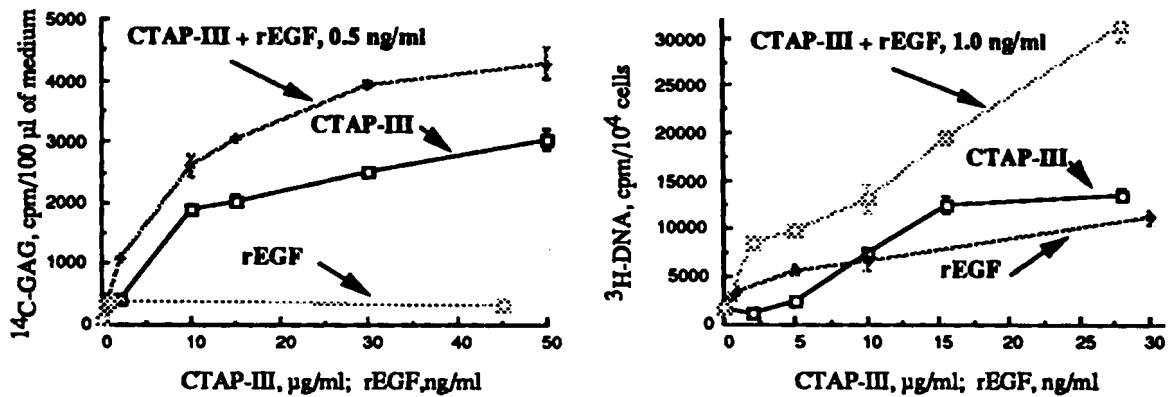 5000
4000
3000
2000
1000
0
14C-GAG, cpm/100 µl of medium
CTAP-III + rEGF, 0.5 ng/ml
CTAP-III
rEGF
0 10 20 30 40 50
CTAP-III, µg/ml; rEGF,ng/ml
30000
25000
20000
15000
10000
5000
0
3H-DNA, cpm/10⁴ cells
CTAP-III + rEGF, 1.0 ng/ml
CTAP-III
rEGF
0 5 10 15 20 25 30
CTAP-III, µg/ml; rEGF, ng/ml